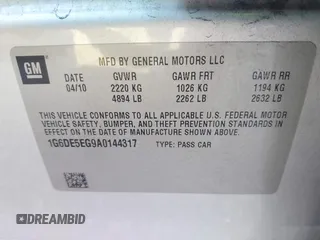 GM
MFD BY GENERAL MOTORS LLC
DATE GVWR GAWR FRT GAWR RR
04/10 2220 KG 1026 KG 1194 KG
4894 LB 2262 LB 2632 LB
THIS VEHICLE CONFORMS TO ALL APPLICABLE U.S. FEDERAL MOTOR
VEHICLE SAFETY, BUMPER, AND THEFT PREVENTION STANDARDS IN
EFFECT ON THE DATE OF MANUFACTURE SHOWN ABOVE.
1G6DE5EG9A0144317 TYPE: PASS CAR
DREAMBID